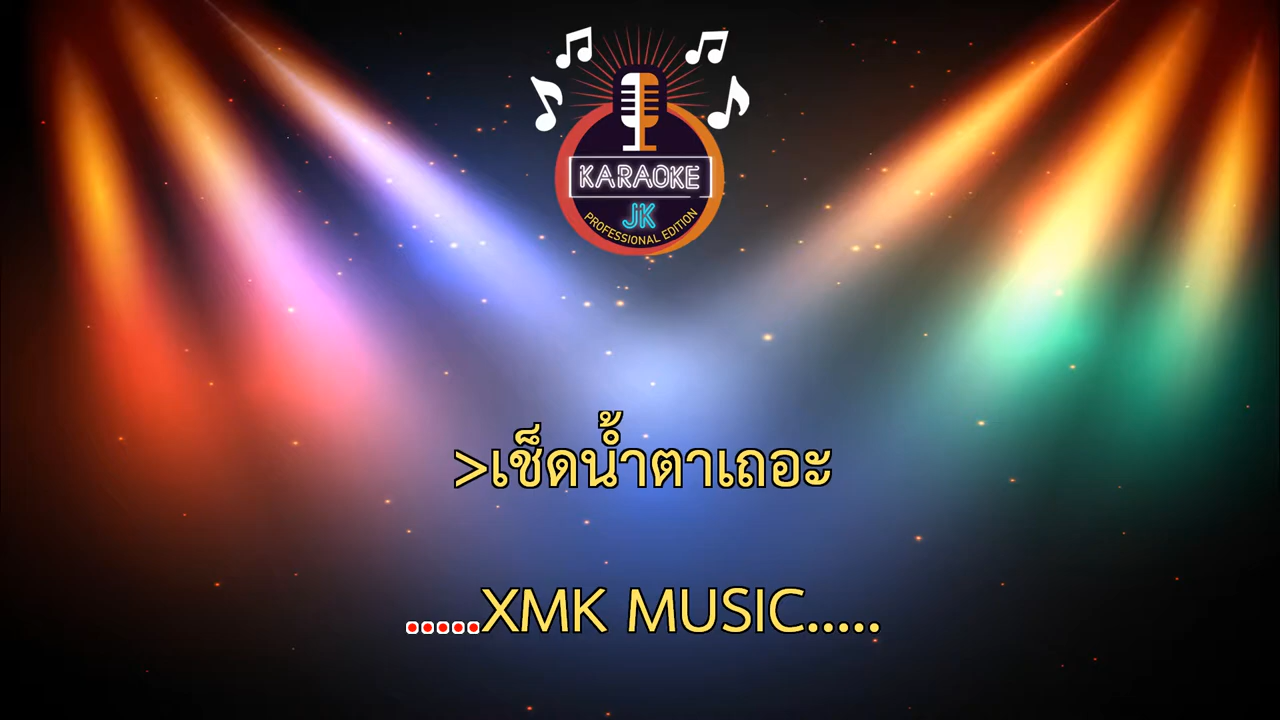 KARAOKE
JK
PROFESSIONAL EDITION
>เช็ดน้ำตาเถอะ
.....XMK MUSIC.....